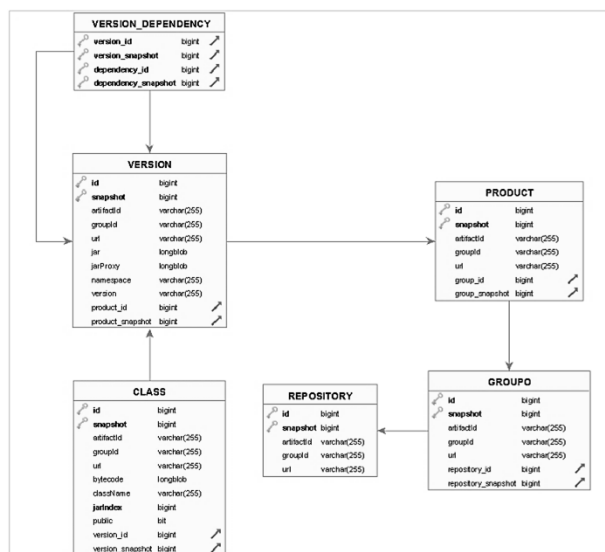 VERSION_DEPENDENCY
version_id bigint
version_snapshot bigint
dependency_id bigint
dependency_snapshot bigint
VERSION
id bigint
snapshot bigint
artifactId varchar(255)
groupId varchar(255)
url varchar(255)
jar longblob
jarProxy longblob
namespace varchar(255)
version varchar(255)
product_id bigint
product_snapshot bigint
PRODUCT
id bigint
snapshot bigint
artifactId varchar(255)
groupId varchar(255)
url varchar(255)
group_id bigint
group_snapshot bigint
CLASS
id bigint
snapshot bigint
artifactId varchar(255)
groupId varchar(255)
url varchar(255)
bytecode longblob
className varchar(255)
jarIndex bigint
public bit
version_id bigint
version_snapshot bigint
REPOSITORY
id bigint
snapshot bigint
artifactId varchar(255)
groupId varchar(255)
url varchar(255)
GROUPO
id bigint
snapshot bigint
artifactId varchar(255)
groupId varchar(255)
url varchar(255)
repository_id bigint
repository_snapshot bigint